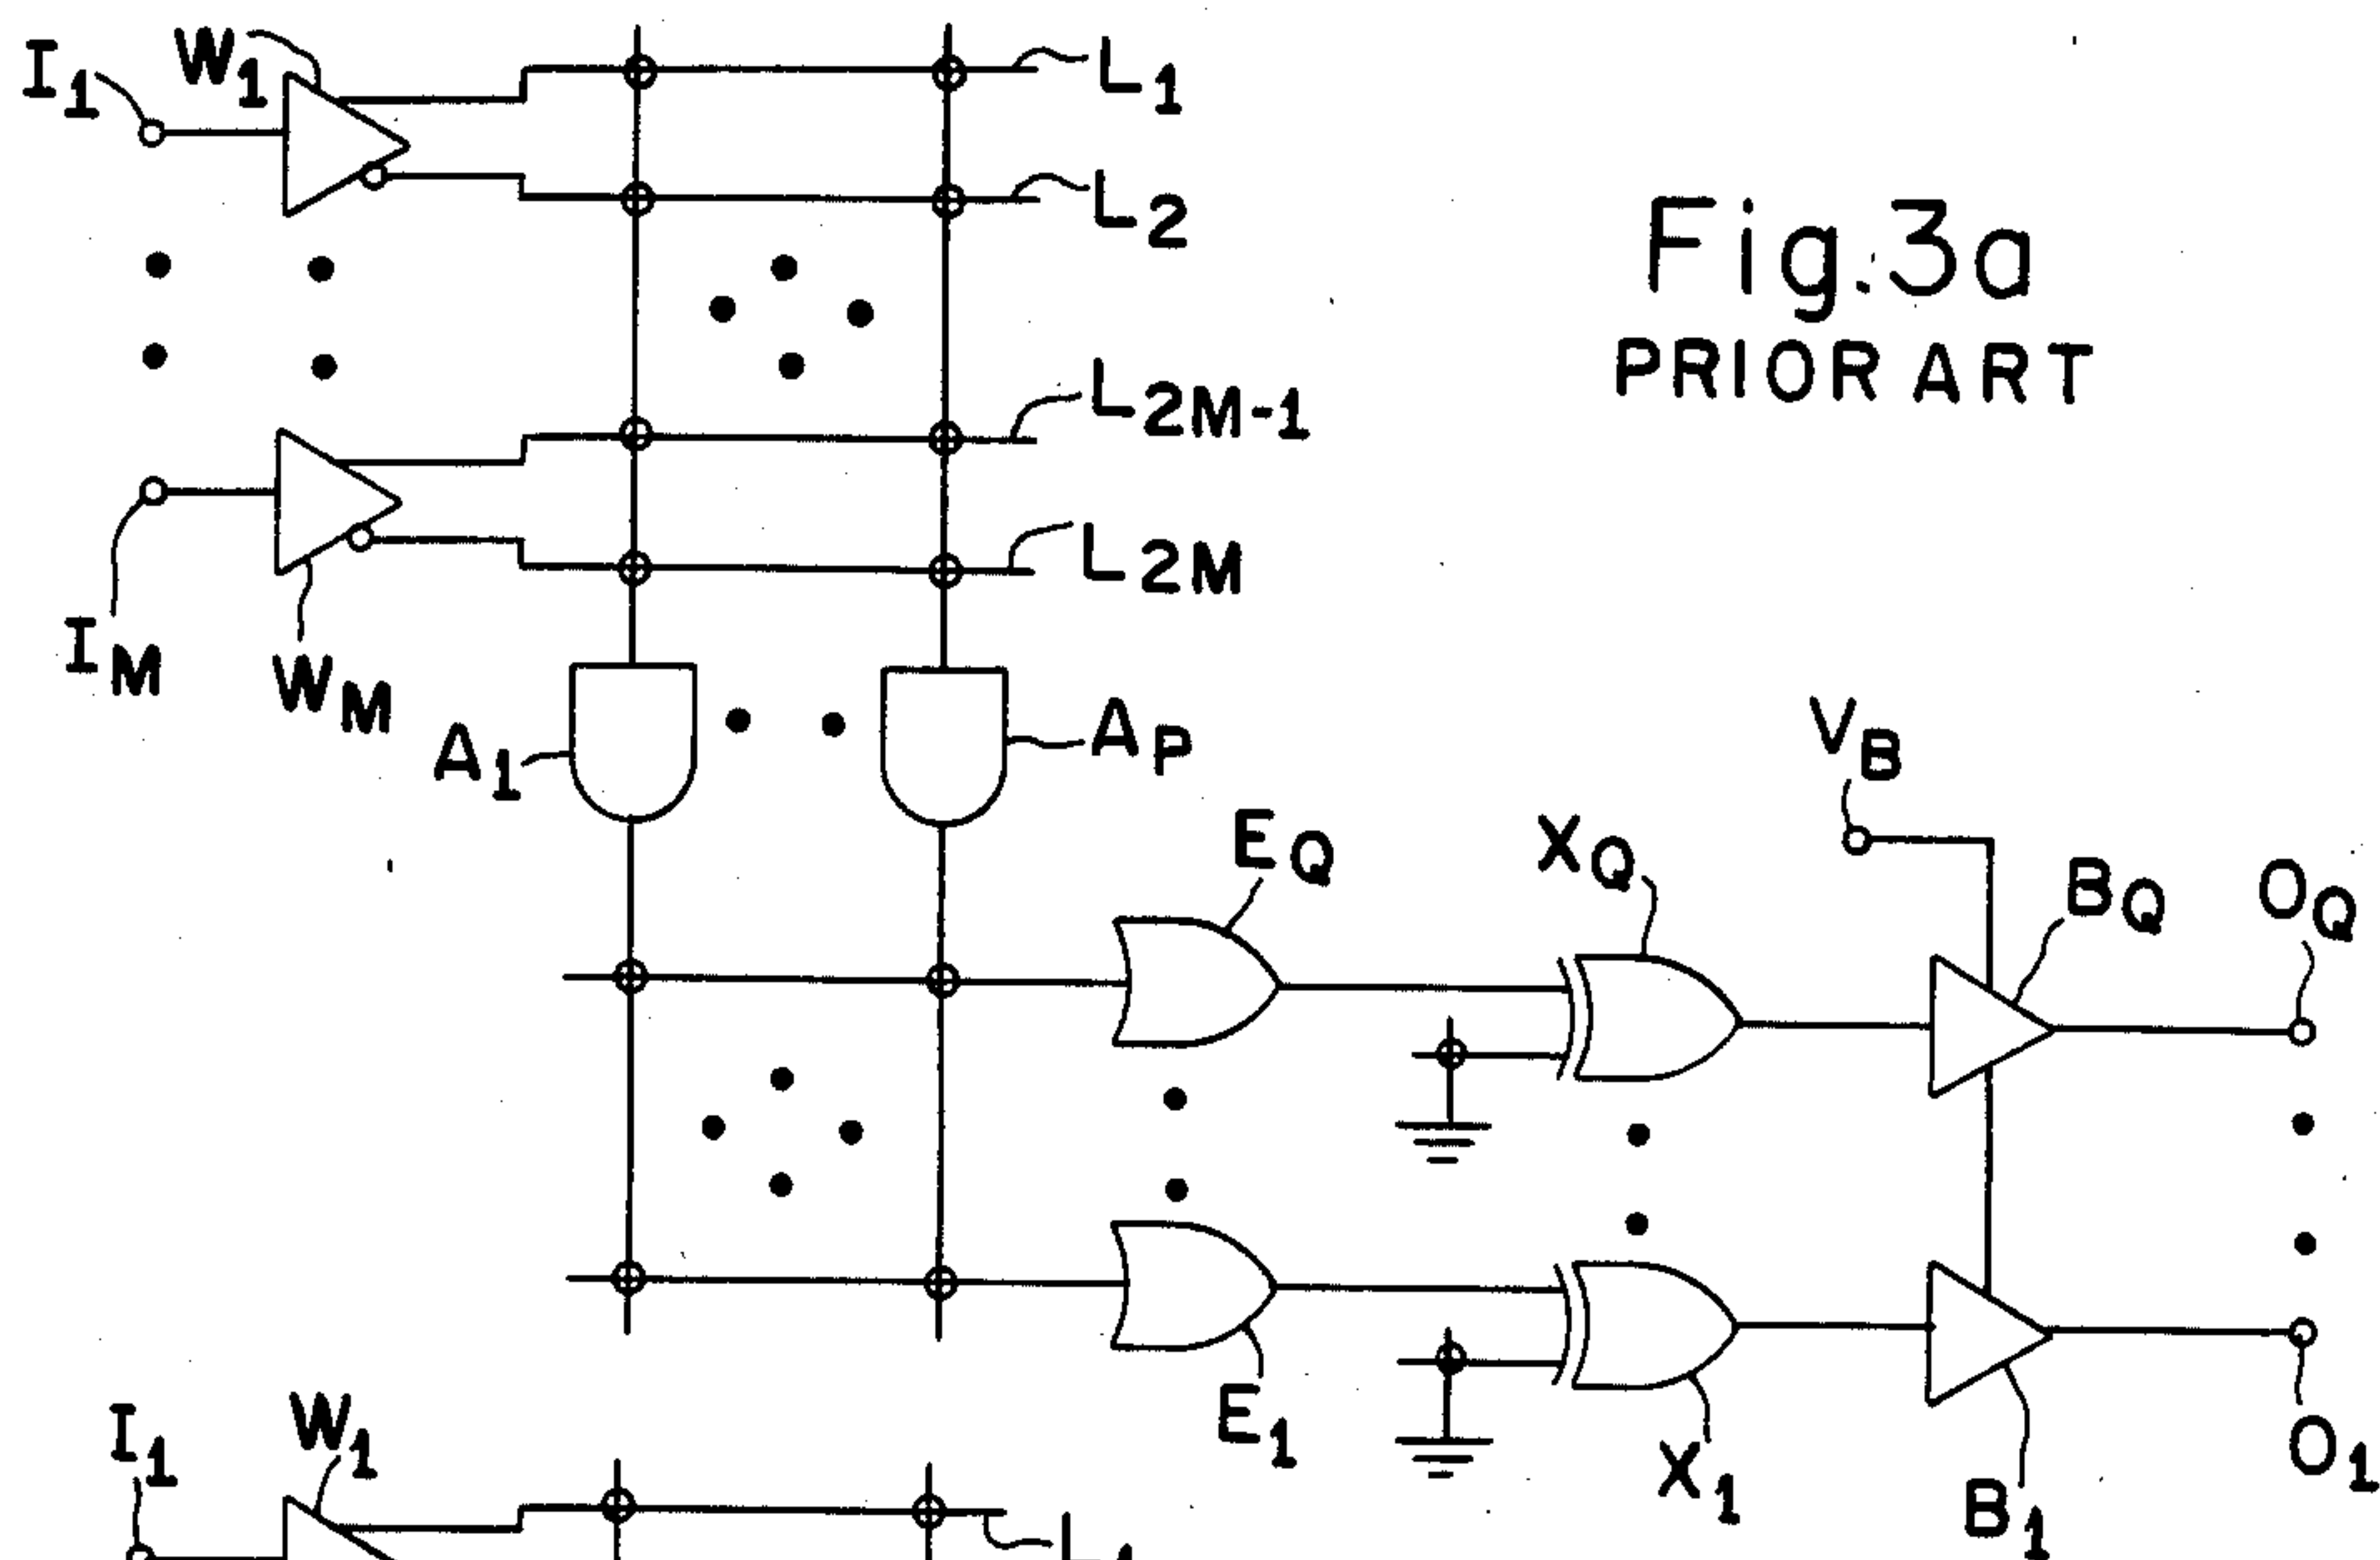 I1
W1
L1
L2
Fig.3a
PRIOR ART
L2M-1
L2M
IM
WM
A1
AP
VB
EQ
XQ
BQ
OQ
E1
X1
B1
O1
I1
W1
L1